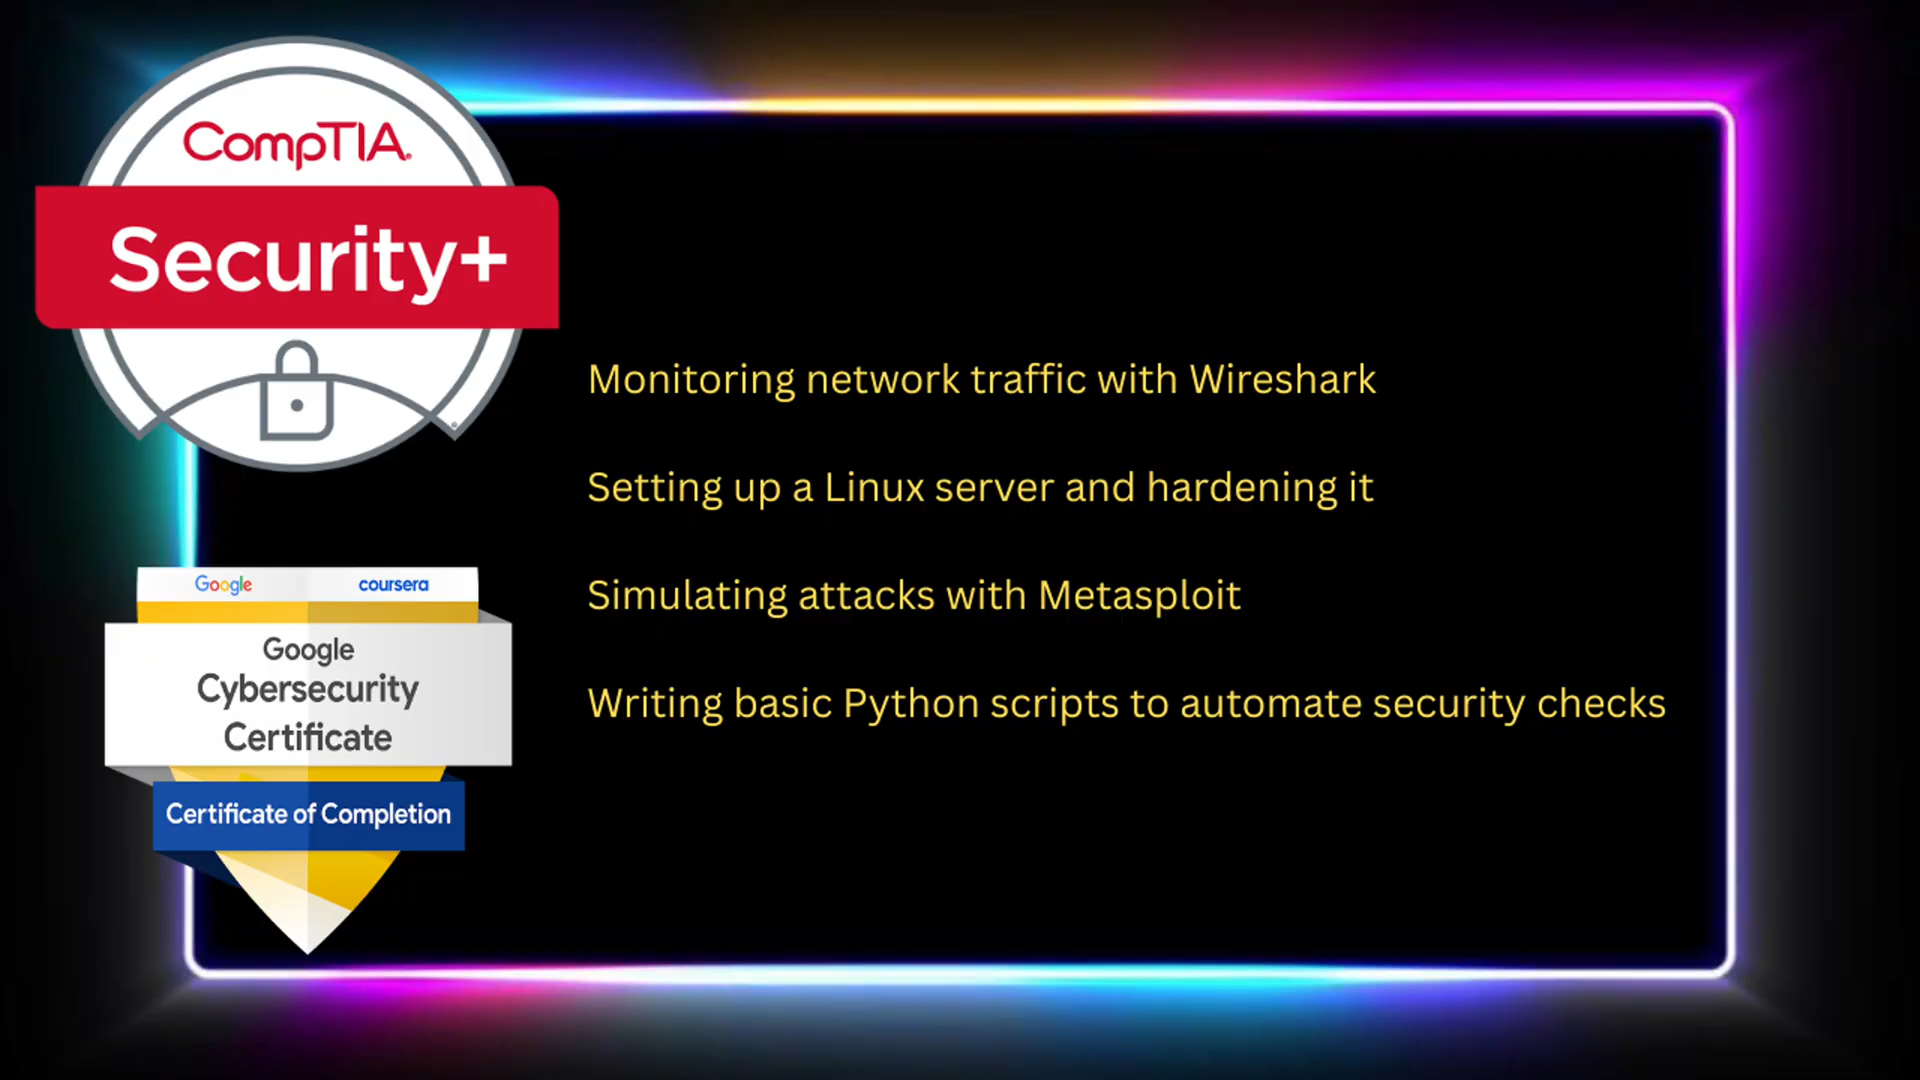 CompTIA
Security+
Monitoring network traffic with Wireshark
Setting up a Linux server and hardening it
Simulating attacks with Metasploit
Writing basic Python scripts to automate security checks
Google coursera
Google
Cybersecurity
Certificate
Certificate of Completion